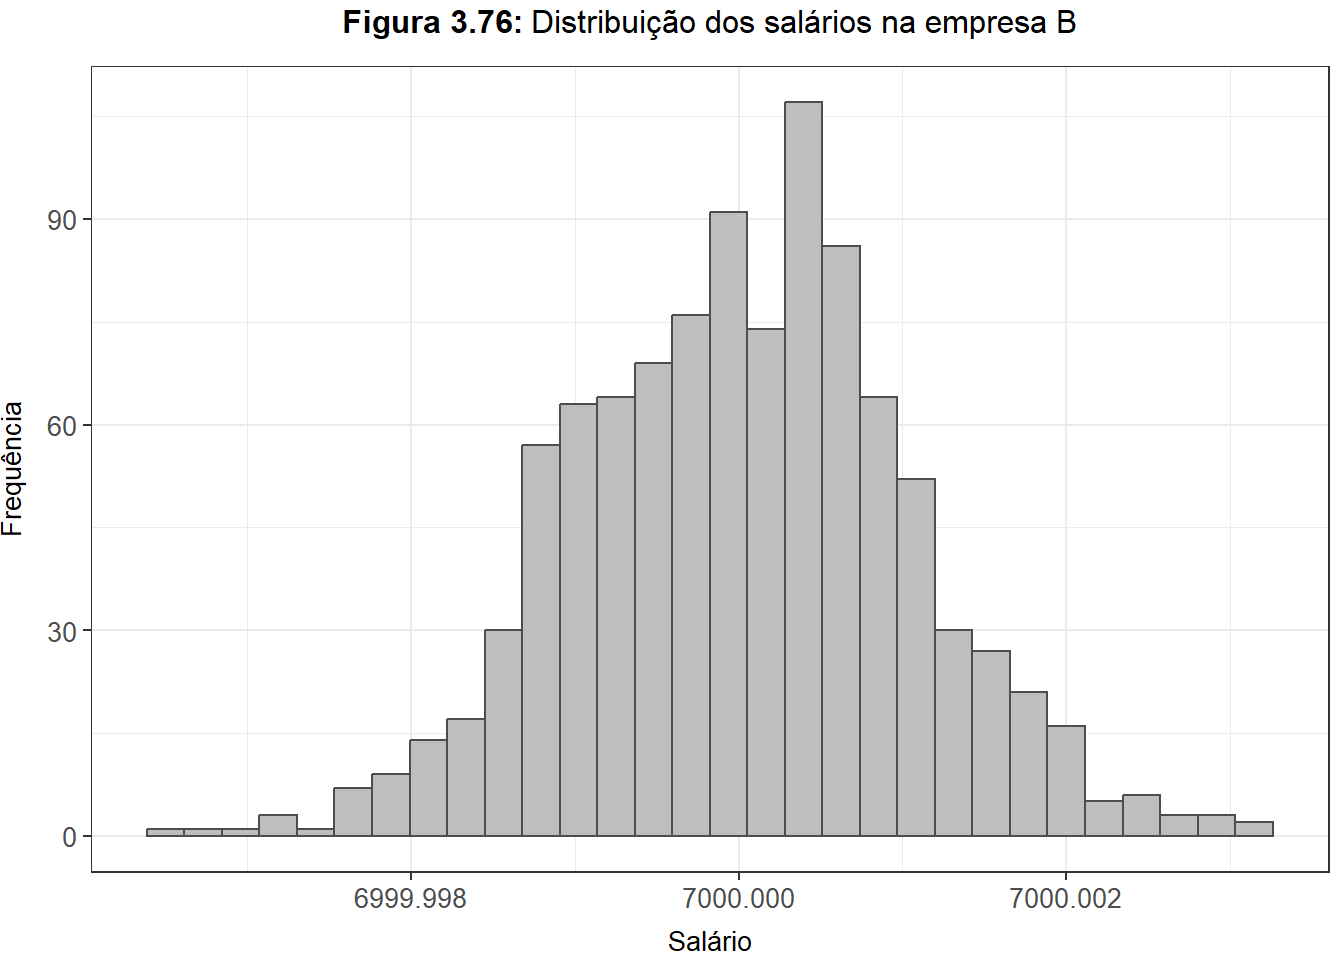 Figura 3.76: Distribuição dos salários na empresa B
Frequência
90
60
30
0
6999.998
7000.000
7000.002
Salário